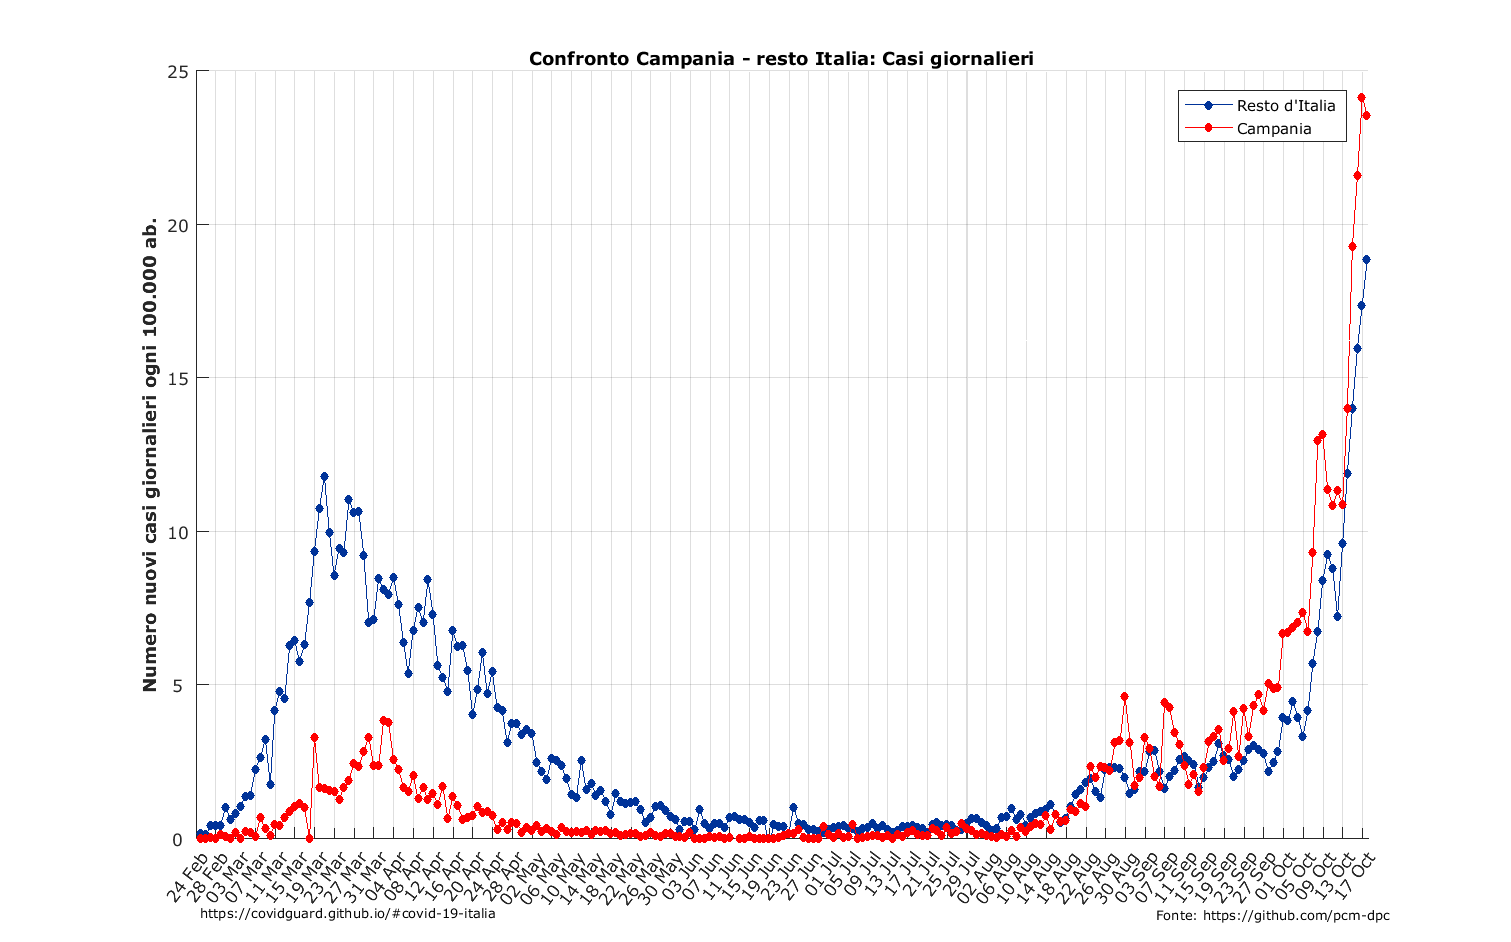 Confronto Campania - resto Italia: Casi giornalieri
Numero nuovi casi giornalieri ogni 100.000 ab.
25
20
15
10
5
0
Resto d'Italia
Campania
24 Feb
28 Feb
03 Mar
07 Mar
11 Mar
15 Mar
19 Mar
23 Mar
27 Mar
31 Mar
04 Apr
08 Apr
12 Apr
16 Apr
20 Apr
24 Apr
28 Apr
02 May
06 May
10 May
14 May
18 May
22 May
26 May
30 May
03 Jun
07 Jun
11 Jun
15 Jun
19 Jun
23 Jun
27 Jun
01 Jul
05 Jul
09 Jul
13 Jul
17 Jul
21 Jul
25 Jul
29 Jul
02 Aug
06 Aug
10 Aug
14 Aug
18 Aug
22 Aug
26 Aug
30 Aug
03 Sep
07 Sep
11 Sep
15 Sep
19 Sep
23 Sep
27 Sep
01 Oct
05 Oct
09 Oct
13 Oct
17 Oct
https://covidguard.github.io/#covid-19-italia
Fonte: https://github.com/pcm-dpc